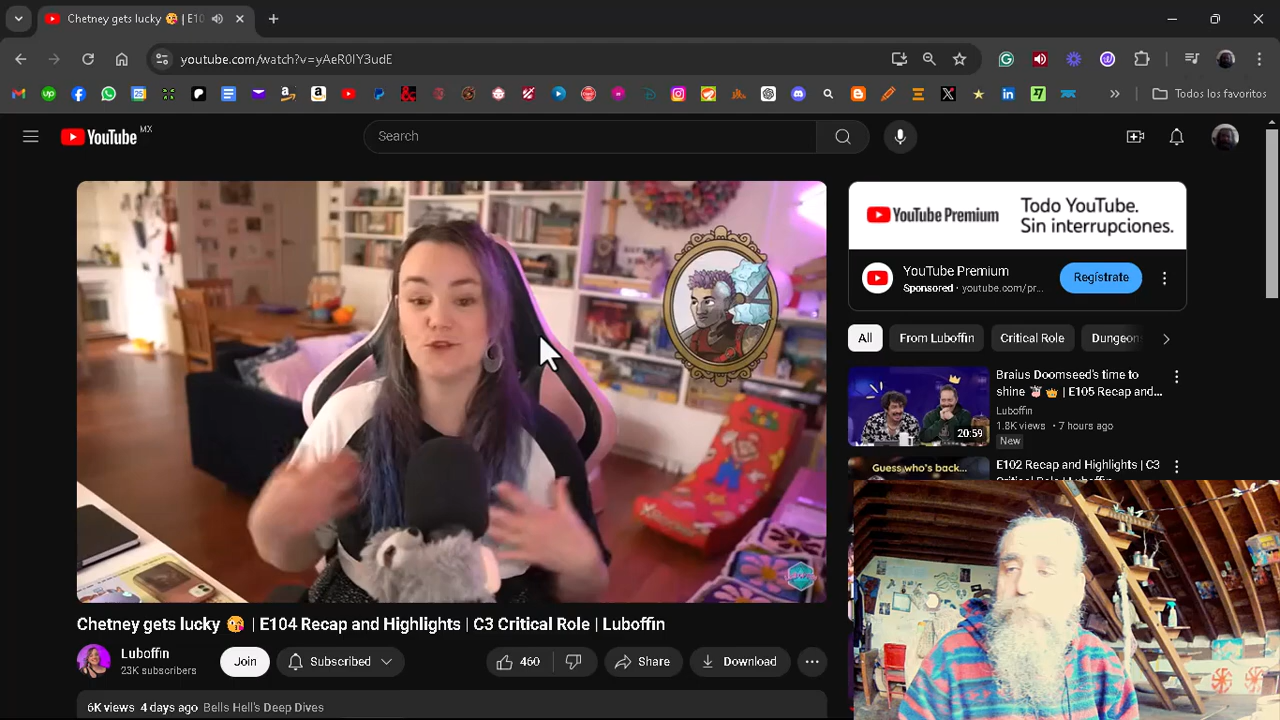 Chetney gets lucky 😘 | E10
youtube.com/watch?v=yAeR0IY3udE
Todos los favoritos
YouTube MX
Search
YouTube Premium
Todo YouTube.
Sin interrupciones.
YouTube Premium
Sponsored · youtube.com/pr...
Regístrate
All
From Luboffin
Critical Role
Dungeon
Braius Doomseed's time to
shine 🐮 👑 | E105 Recap and...
Luboffin
1.8K views • 7 hours ago
New
20:59
Guess who's back...
E102 Recap and Highlights | C3
Critical Role | Luboffin
Chetney gets lucky 😘 | E104 Recap and Highlights | C3 Critical Role | Luboffin
Luboffin
23K subscribers
Join
Subscribed
460
Share
Download
6K views 4 days ago Bells Hell's Deep Dives